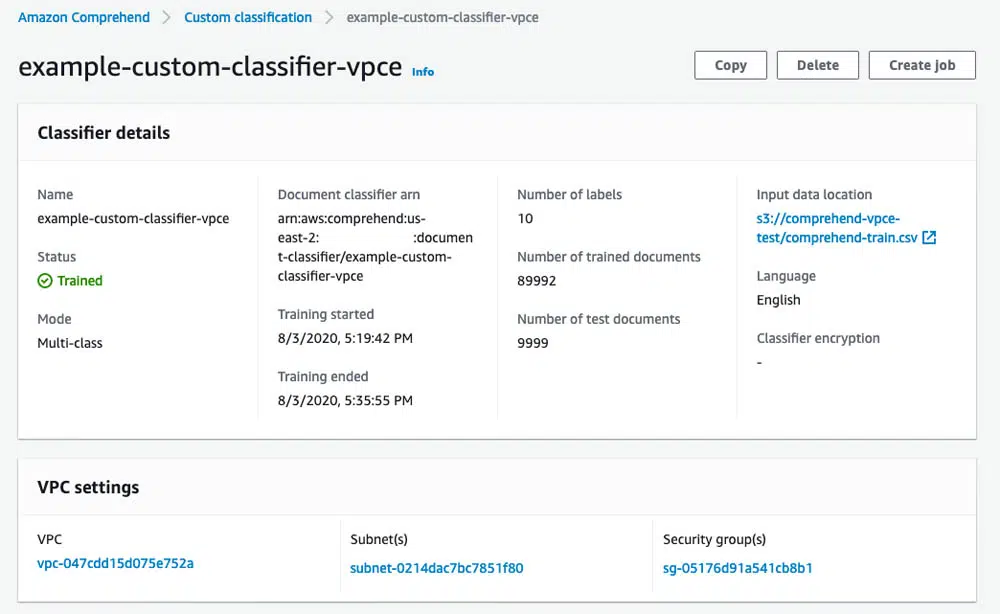 Amazon Comprehend > Custom classification > example-custom-classifier-vpce
example-custom-classifier-vpce Info
Copy Delete Create job
Classifier details
Name
example-custom-classifier-vpce
Status
Trained
Mode
Multi-class
Document classifier arn
arn:aws:comprehend:us-
east-2: :documen
t-classifier/example-custom-
classifier-vpce
Training started
8/3/2020, 5:19:42 PM
Training ended
8/3/2020, 5:35:55 PM
Number of labels
10
Number of trained documents
89992
Number of test documents
9999
Input data location
s3://comprehend-vpce-
test/comprehend-train.csv
Language
English
Classifier encryption
-
VPC settings
VPC
vpc-047cdd15d075e752a
Subnet(s)
subnet-0214dac7bc7851f80
Security group(s)
sg-05176d91a541cb8b1